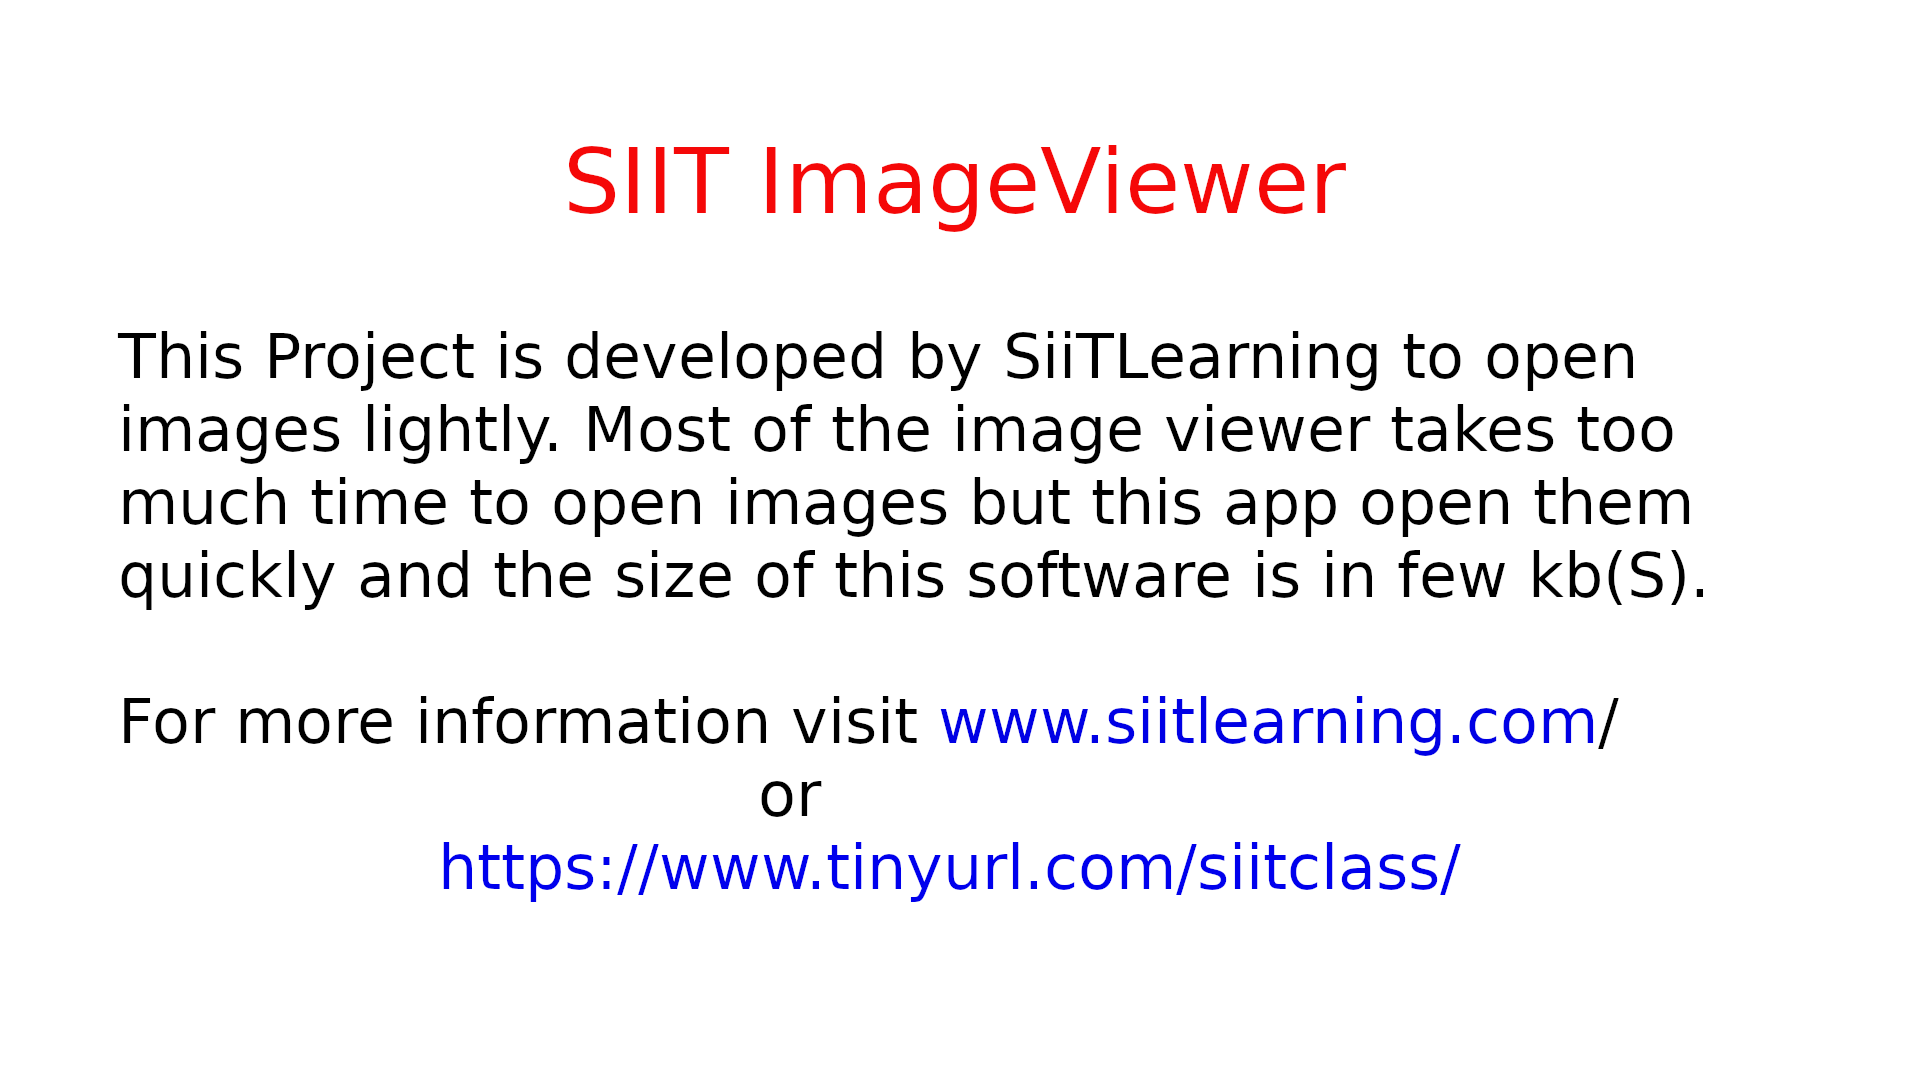 SIIT ImageViewer
This Project is developed by SiiTLearning to open
images lightly. Most of the image viewer takes too
much time to open images but this app open them
quickly and the size of this software is in few kb(S).
For more information visit www.siitlearning.com/
or
https://www.tinyurl.com/siitclass/